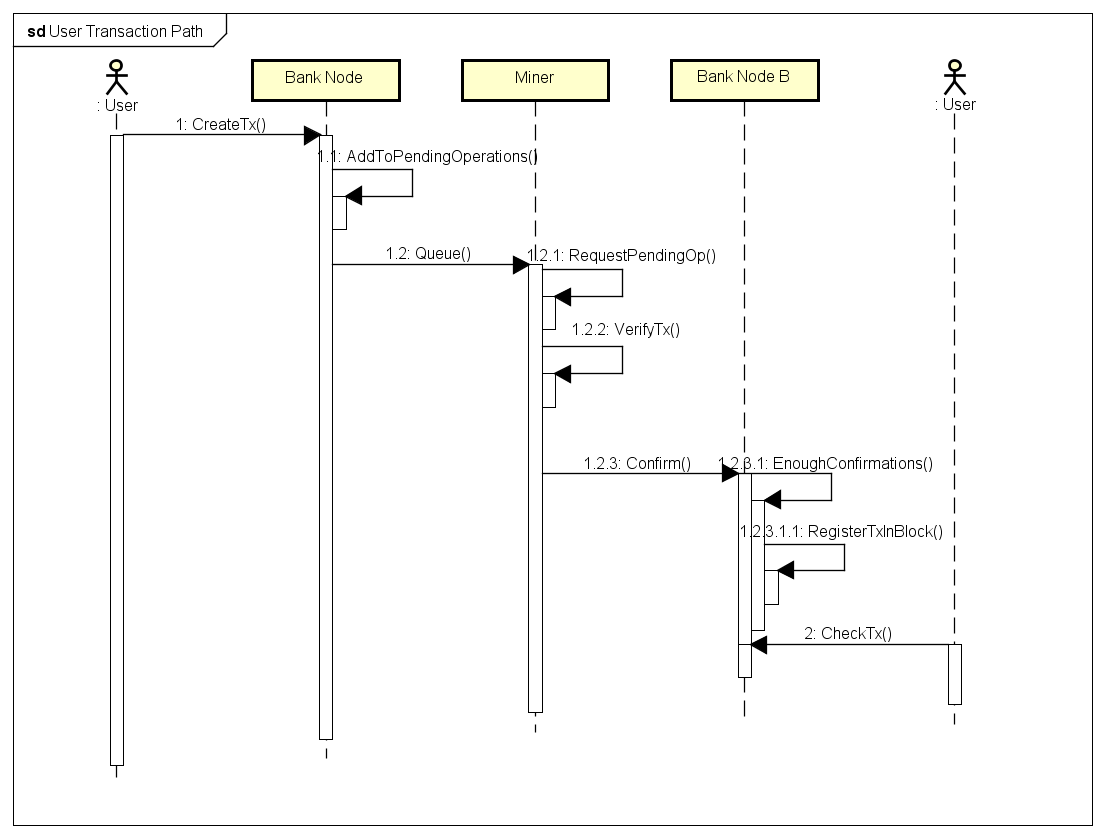 sd User Transaction Path
: User
Bank Node
Miner
Bank Node B
: User
1: CreateTx()
1.1: AddToPendingOperations()
1.2: Queue()
1.2.1: RequestPendingOp()
1.2.2: VerifyTx()
1.2.3: Confirm()
1.2.3.1: EnoughConfirmations()
1.2.3.1.1: RegisterTxInBlock()
2: CheckTx()